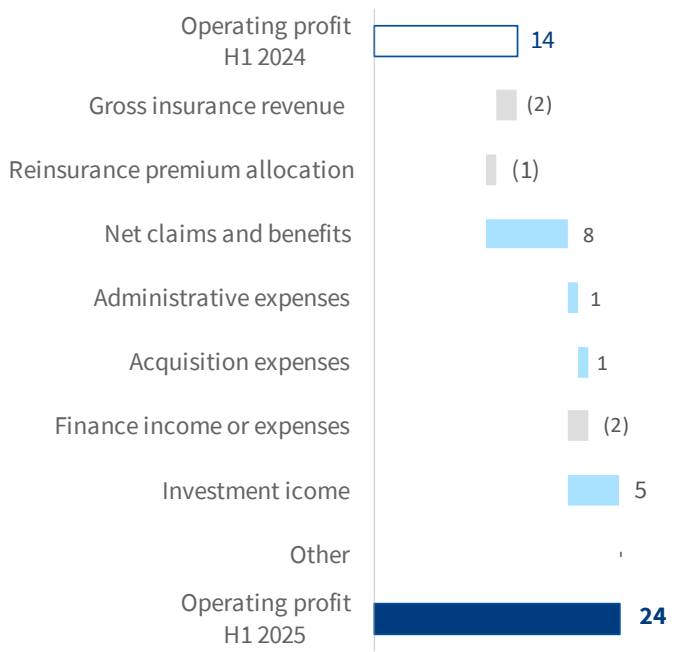 Operating profit
H1 2024
14
Gross insurance revenue
(2)
Reinsurance premium allocation
(1)
Net claims and benefits
8
Administrative expenses
1
Acquisition expenses
1
Finance income or expenses
(2)
Investment icome
5
Other
Operating profit
H1 2025
24